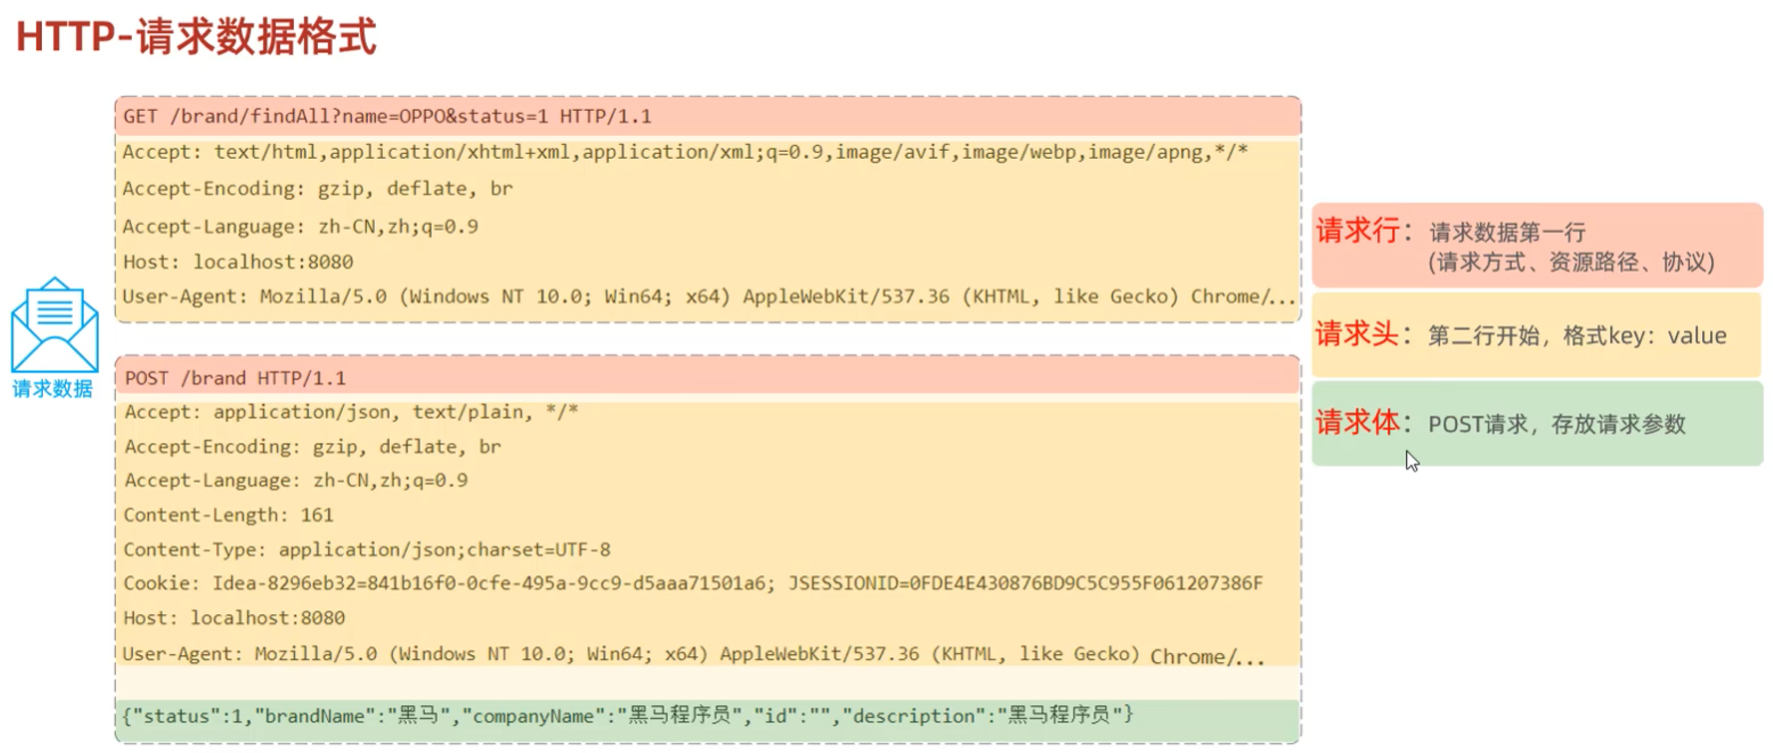 HTTP-请求数据格式
GET /brand/findAll?name=OPPO&status=1 HTTP/1.1
Accept: text/html,application/xhtml+xml,application/xml;q=0.9,image/avif,image/webp,image/apng,*/*
Accept-Encoding: gzip, deflate, br
Accept-Language: zh-CN,zh;q=0.9
Host: localhost:8080
User-Agent: Mozilla/5.0 (Windows NT 10.0; Win64; x64) AppleWebKit/537.36 (KHTML, like Gecko) Chrome/...
请求数据
POST /brand HTTP/1.1
Accept: application/json, text/plain, */*
Accept-Encoding: gzip, deflate, br
Accept-Language: zh-CN,zh;q=0.9
Content-Length: 161
Content-Type: application/json;charset=UTF-8
Cookie: Idea-8296eb32=841b16f0-0cfe-495a-9cc9-d5aaa71501a6; JSESSIONID=0FDE4E430876BD9C5C955F061207386F
Host: localhost:8080
User-Agent: Mozilla/5.0 (Windows NT 10.0; Win64; x64) AppleWebKit/537.36 (KHTML, like Gecko) Chrome/...
{"status":1,"brandName":"黑马","companyName":"黑马程序员","id":"","description":"黑马程序员"}
请求行：请求数据第一行
(请求方式、资源路径、协议)
请求头：第二行开始，格式key：value
请求体：POST请求，存放请求参数